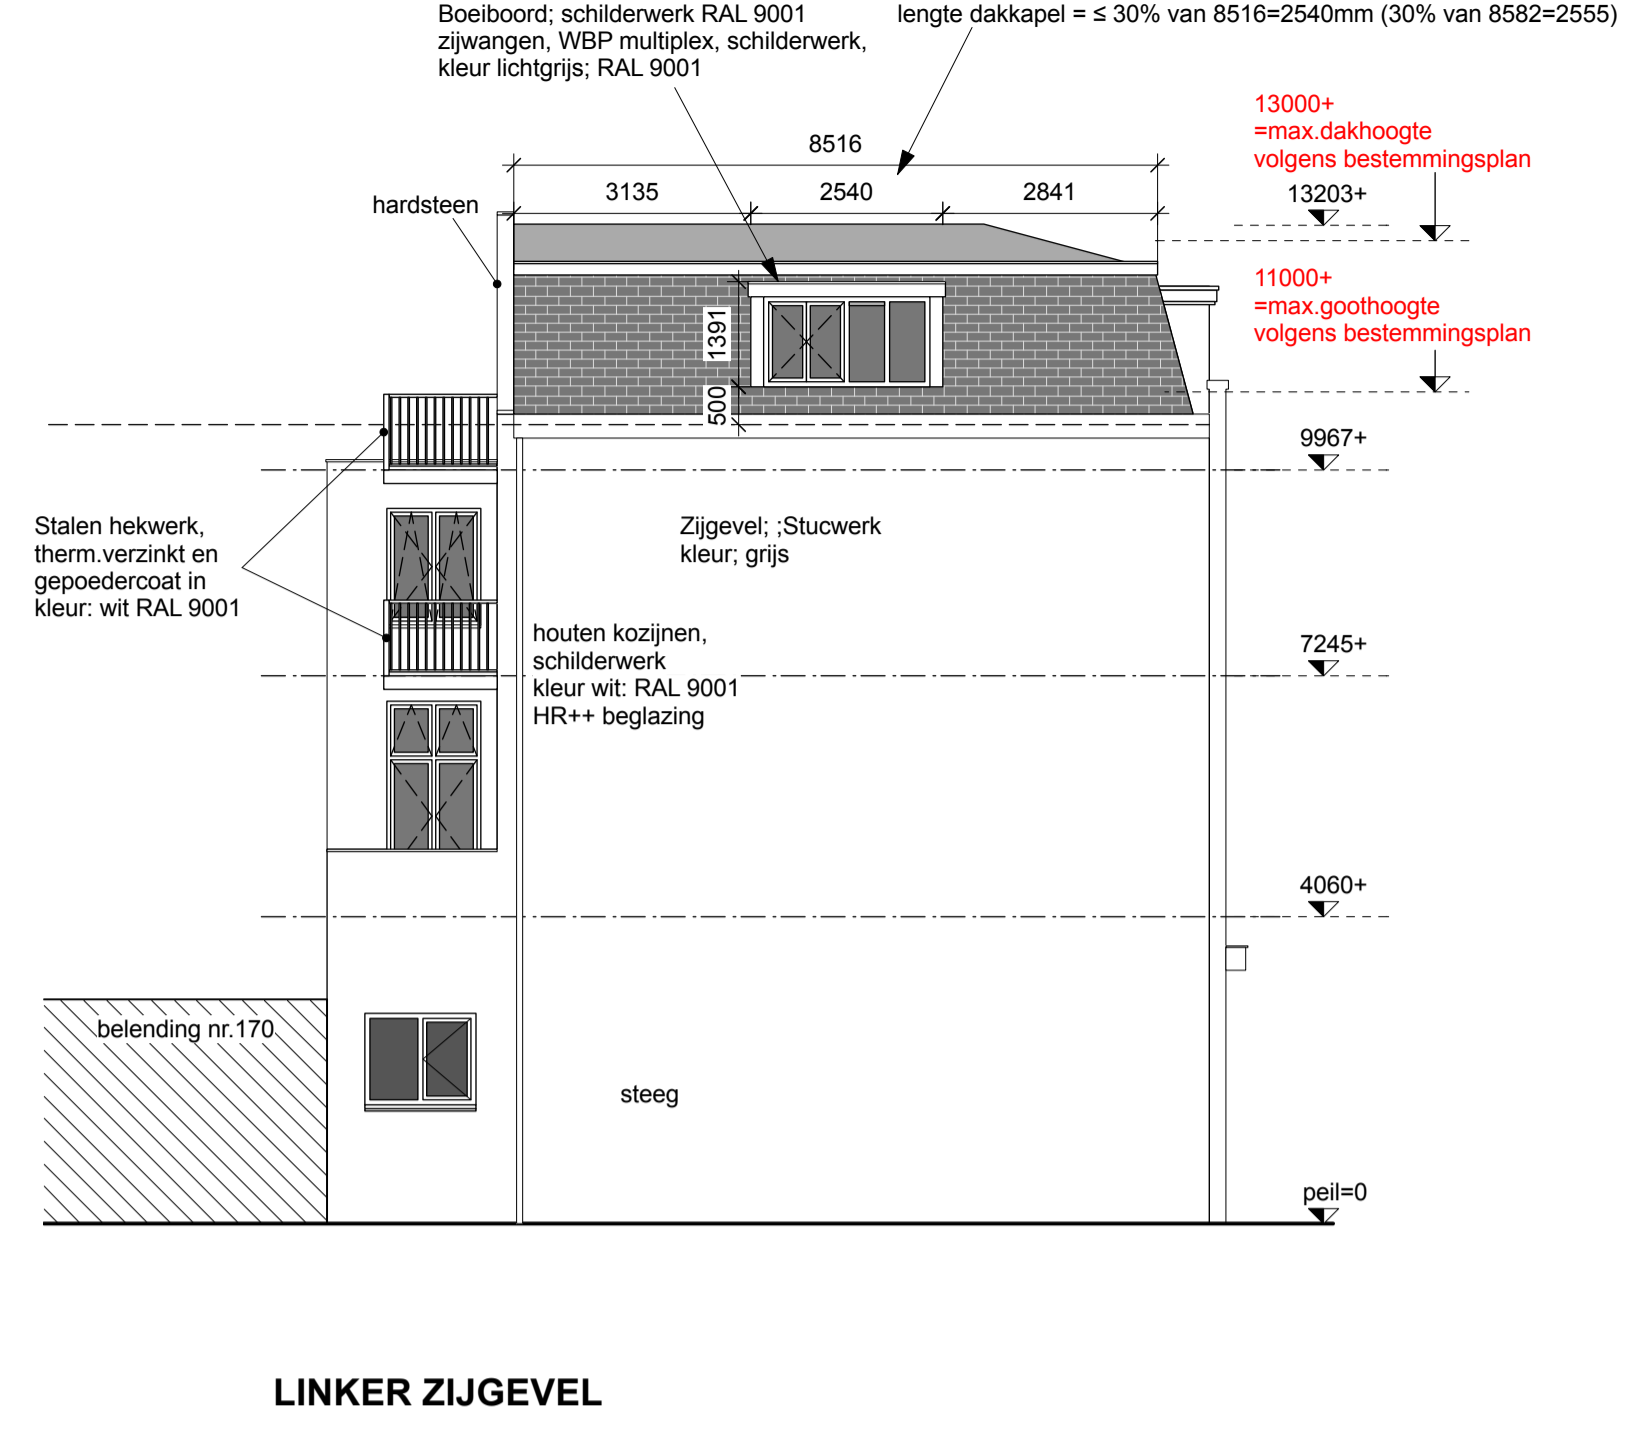 Boeiboord; schilderwerk RAL 9001
zijwangen, WBP multiplex, schilderwerk,
kleur lichtgrijs; RAL 9001
lengte dakkapel = ≤ 30% van 8516=2540mm (30% van 8582=2555)
13000+
=max.dakhoogte
volgens bestemmingsplan
8516
3135
2540
2841
13203+
hardsteen
11000+
=max.goothoogte
volgens bestemmingsplan
1391
500
9967+
Stalen hekwerk,
therm.verzinkt en
gepoedercoat in
kleur: wit RAL 9001
Zijgevel; ;Stucwerk
kleur; grijs
houten kozijnen,
schilderwerk
kleur wit: RAL 9001
HR++ beglazing
7245+
4060+
belending nr.170
steeg
peil=0
LINKER ZIJGEVEL